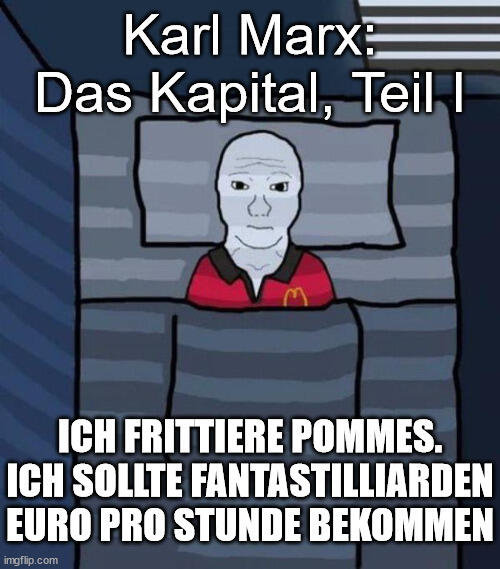 Karl Marx:
Das Kapital, Teil I
ICH FRITTIERE POMMES.
ICH SOLLTE FANTASTILLIARDEN
EURO PRO STUNDE BEKOMMEN
imgflip.com